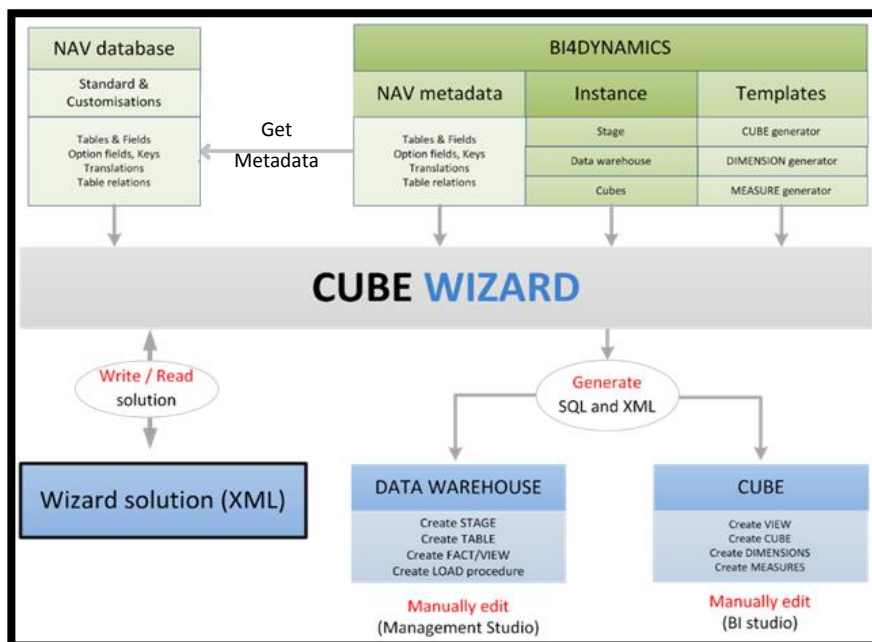 NAV database
Standard &
Customisations
Tables & Fields
Option fields, Keys
Translations
Table relations
Get
Metadata
BI4DYNAMICS
NAV metadata
Tables & Fields
Option fields, Keys
Translations
Table relations
Instance
Stage
Data warehouse
Cubes
Templates
CUBE generator
DIMENSION generator
MEASURE generator
CUBE WIZARD
Write / Read
solution
Wizard solution (XML)
Generate
SQL and XML
DATA WAREHOUSE
Create STAGE
Create TABLE
Create FACT/VIEW
Create LOAD procedure
Manually edit
(Management Studio)
CUBE
Create VIEW
Create CUBE
Create DIMENSIONS
Create MEASURES
Manually edit
(BI studio)